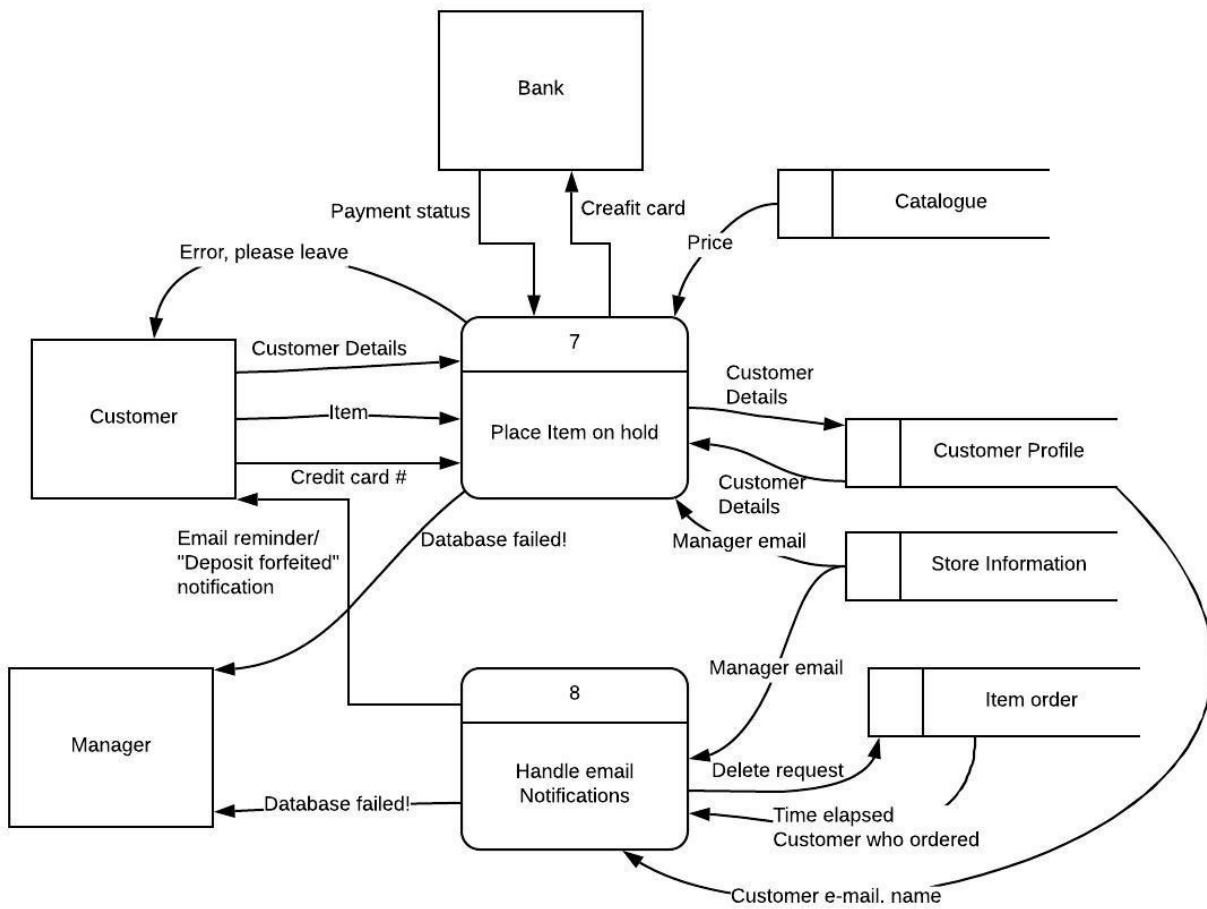 Bank
Payment status
Creafit card
Catalogue
Price
Error, please leave
7
Place Item on hold
Customer Details
Customer
Item
Credit card #
Customer
Details
Customer Profile
Customer
Details
Email reminder/
"Deposit forfeited"
notification
Database failed!
Manager email
Store Information
Manager email
8
Handle email
Notifications
Item order
Manager
Delete request
Database failed!
Time elapsed
Customer who ordered
Customer e-mail. name